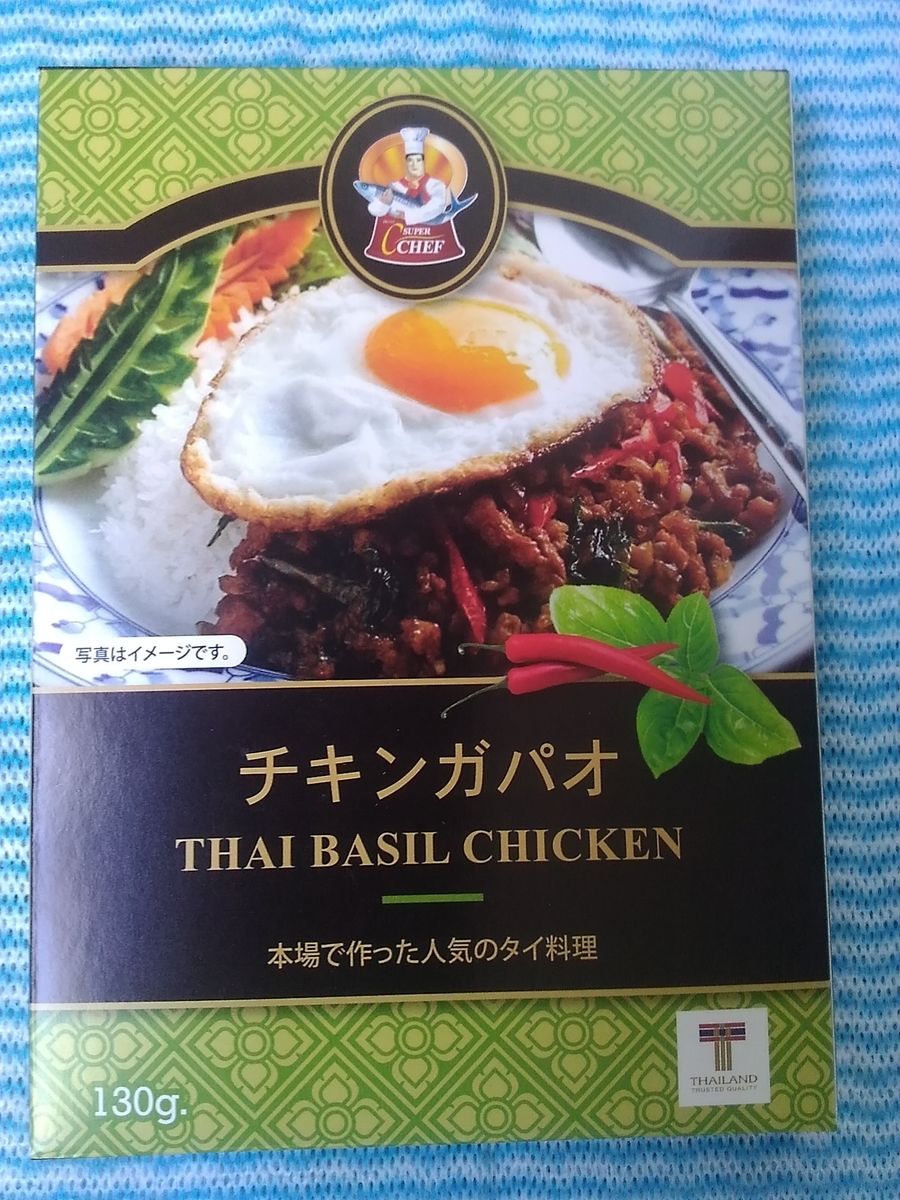 SUPER
CHEF
写真はイメージです。
チキンガパオ
THAI BASIL CHICKEN
本場で作った人気のタイ料理
130g.
THAILAND
TRUSTED QUALITY